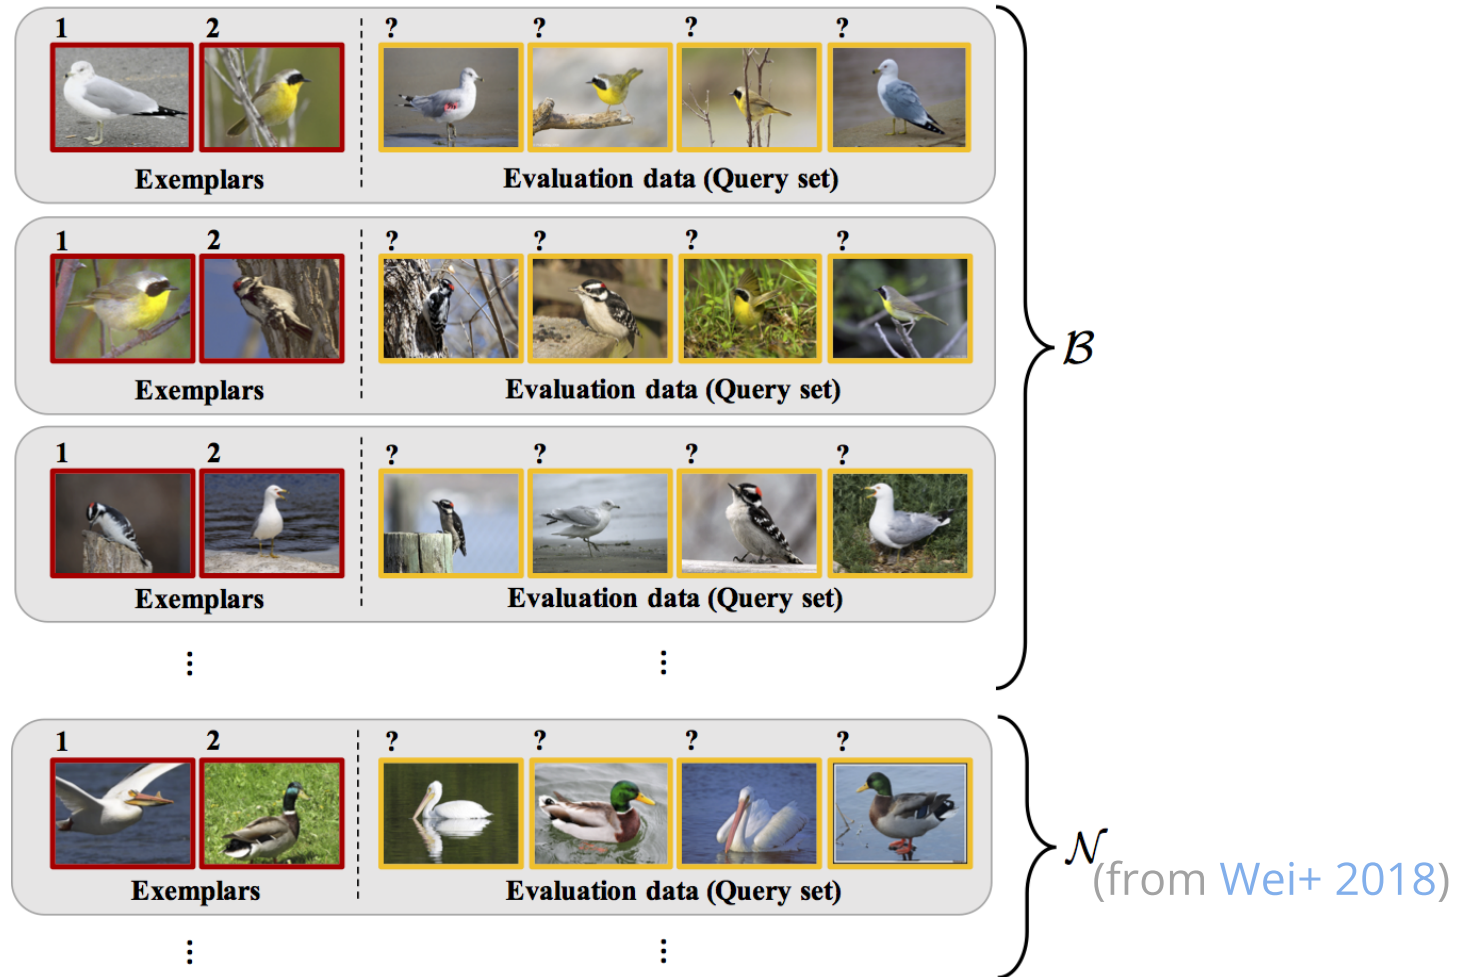 1 2 ? ? ? ?
Exemplars Evaluation data (Query set)
1 2 ? ? ? ?
Exemplars Evaluation data (Query set)
ℬ
1 2 ? ? ? ?
Exemplars Evaluation data (Query set)
⋮ ⋮
1 2 ? ? ? ?
𝒩
(from Wei+ 2018)
Exemplars Evaluation data (Query set)
⋮ ⋮